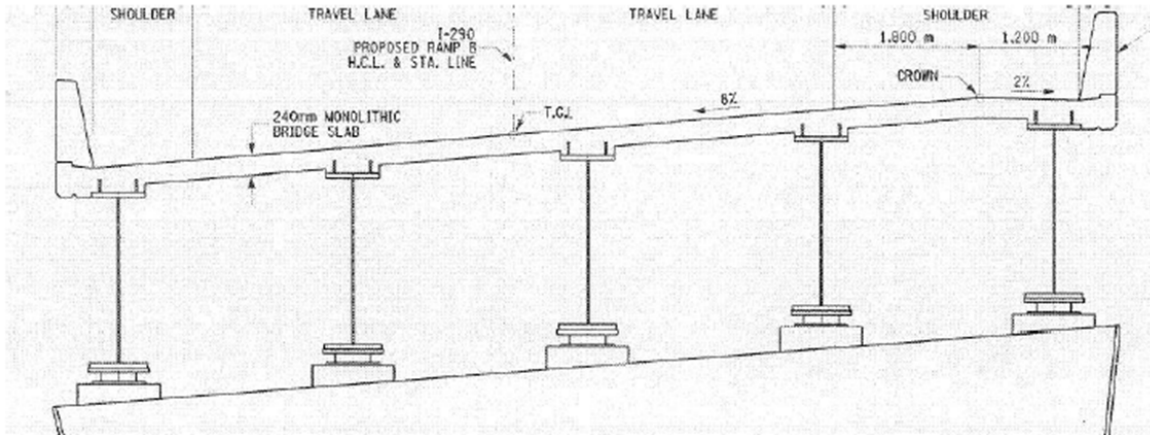 SHOULDER
TRAVEL LANE
TRAVEL LANE
SHOULDER
I-290
PROPOSED RAMP B
H.C.L. & STA. LINE
1.800 m
1.200 m
CROWN
2%
240mm MONOLITHIC
BRIDGE SLAB
T.G.L
8%